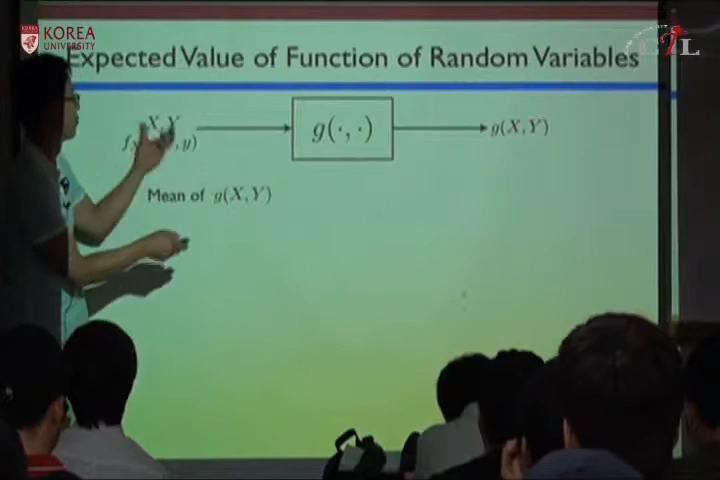 KOREA
UNIVERSITY
Expected Value of Function of Random Variables
X, Y
g(·, ·)
g(X, Y)
, y)
Mean of g(X, Y)